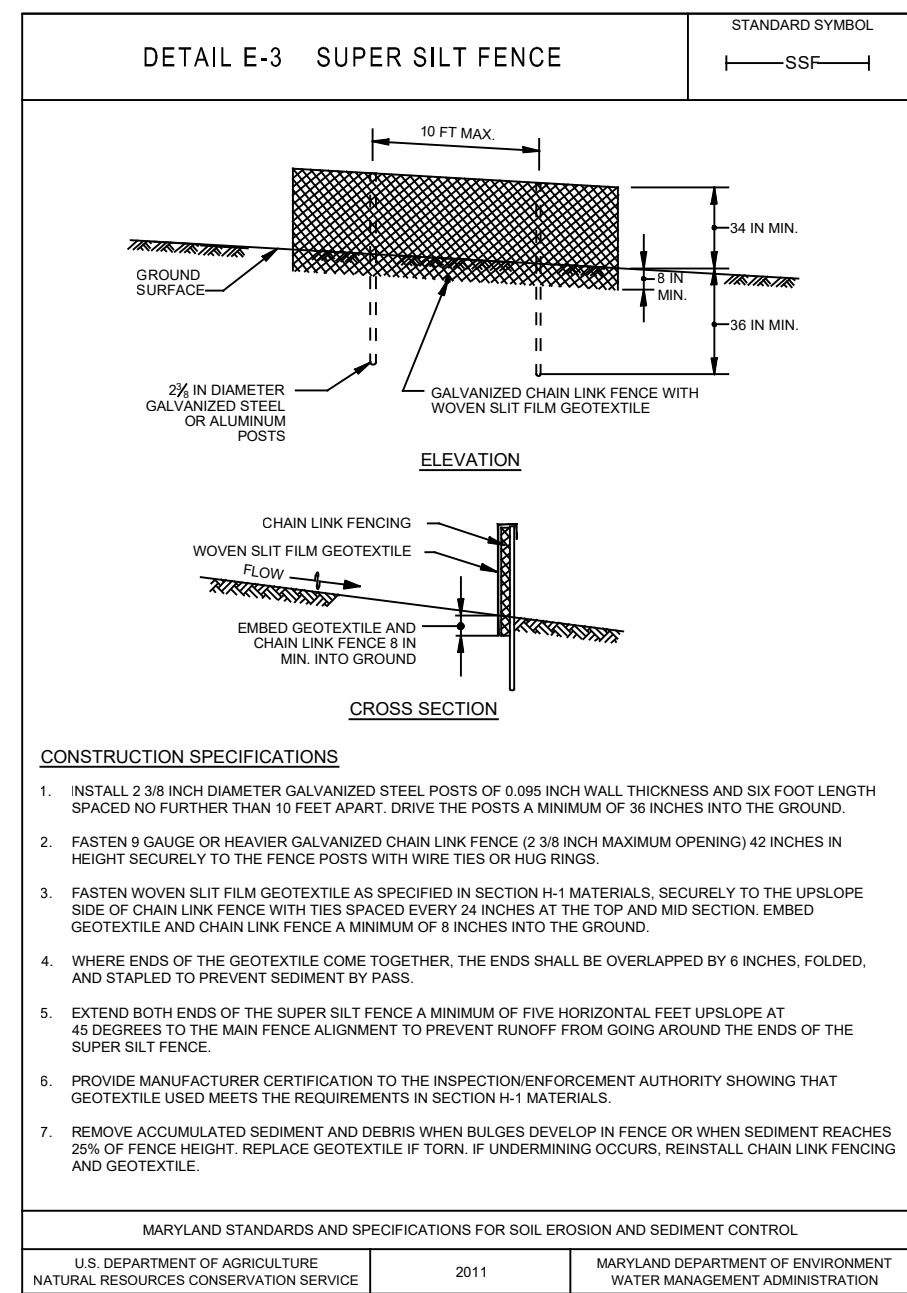 DETAIL E-3 SUPER SILT FENCE
STANDARD SYMBOL
SSF
10 FT MAX.
34 IN MIN.
GROUND
SURFACE
8 IN
MIN.
36 IN MIN.
2⅜ IN DIAMETER
GALVANIZED STEEL
OR ALUMINUM
POSTS
GALVANIZED CHAIN LINK FENCE WITH
WOVEN SLIT FILM GEOTEXTILE
ELEVATION
CHAIN LINK FENCING
WOVEN SLIT FILM GEOTEXTILE
FLOW
EMBED GEOTEXTILE AND
CHAIN LINK FENCE 8 IN
MIN. INTO GROUND
CROSS SECTION
CONSTRUCTION SPECIFICATIONS
1. INSTALL 2 3/8 INCH DIAMETER GALVANIZED STEEL POSTS OF 0.095 INCH WALL THICKNESS AND SIX FOOT LENGTH
SPACED NO FURTHER THAN 10 FEET APART. DRIVE THE POSTS A MINIMUM OF 36 INCHES INTO THE GROUND.
2. FASTEN 9 GAUGE OR HEAVIER GALVANIZED CHAIN LINK FENCE (2 3/8 INCH MAXIMUM OPENING) 42 INCHES IN
HEIGHT SECURELY TO THE FENCE POSTS WITH WIRE TIES OR HUG RINGS.
3. FASTEN WOVEN SLIT FILM GEOTEXTILE AS SPECIFIED IN SECTION H-1 MATERIALS, SECURELY TO THE UPSLOPE
SIDE OF CHAIN LINK FENCE WITH TIES SPACED EVERY 24 INCHES AT THE TOP AND MID SECTION. EMBED
GEOTEXTILE AND CHAIN LINK FENCE A MINIMUM OF 8 INCHES INTO THE GROUND.
4. WHERE ENDS OF THE GEOTEXTILE COME TOGETHER, THE ENDS SHALL BE OVERLAPPED BY 6 INCHES, FOLDED,
AND STAPLED TO PREVENT SEDIMENT BY PASS.
5. EXTEND BOTH ENDS OF THE SUPER SILT FENCE A MINIMUM OF FIVE HORIZONTAL FEET UPSLOPE AT
45 DEGREES TO THE MAIN FENCE ALIGNMENT TO PREVENT RUNOFF FROM GOING AROUND THE ENDS OF THE
SUPER SILT FENCE.
6. PROVIDE MANUFACTURER CERTIFICATION TO THE INSPECTION/ENFORCEMENT AUTHORITY SHOWING THAT
GEOTEXTILE USED MEETS THE REQUIREMENTS IN SECTION H-1 MATERIALS.
7. REMOVE ACCUMULATED SEDIMENT AND DEBRIS WHEN BULGES DEVELOP IN FENCE OR WHEN SEDIMENT REACHES
25% OF FENCE HEIGHT. REPLACE GEOTEXTILE IF TORN. IF UNDERMINING OCCURS, REINSTALL CHAIN LINK FENCING
AND GEOTEXTILE.
MARYLAND STANDARDS AND SPECIFICATIONS FOR SOIL EROSION AND SEDIMENT CONTROL
U.S. DEPARTMENT OF AGRICULTURE
NATURAL RESOURCES CONSERVATION SERVICE
2011
MARYLAND DEPARTMENT OF ENVIRONMENT
WATER MANAGEMENT ADMINISTRATION